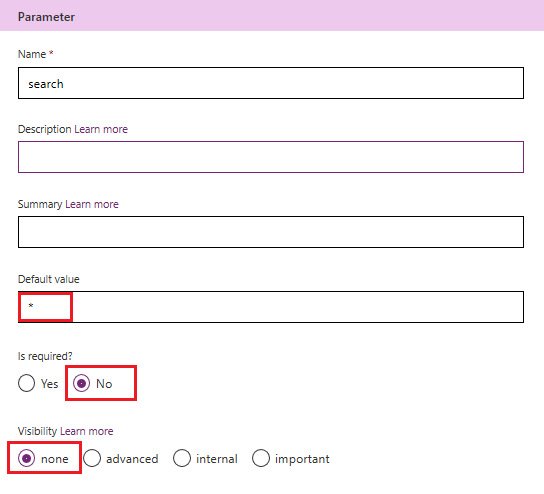 Parameter
Name *
search
Description Learn more
Summary Learn more
Default value
*
Is required?
Yes No
Visibility Learn more
none advanced internal important